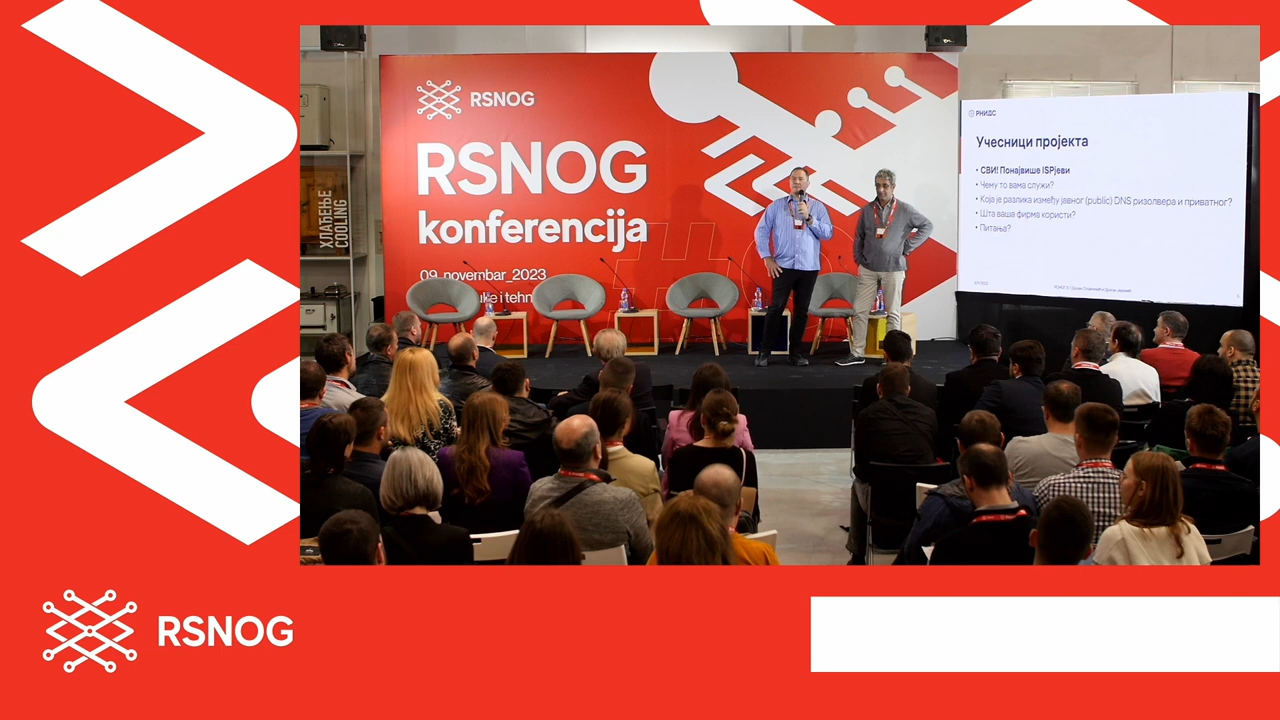 RSNOG
RSNOG
konferencija
09_novembar_2023
ХЛАЂЕЊЕ
COOLING
РНИДС
Учесници пројекта
• СВИ! Понајвише ISPјеви
• Чему то вама служи?
• Која је разлика између јавног (public) DNS ризолвера и приватног?
• Шта ваша фирма користи?
• Питања?
RSNOG